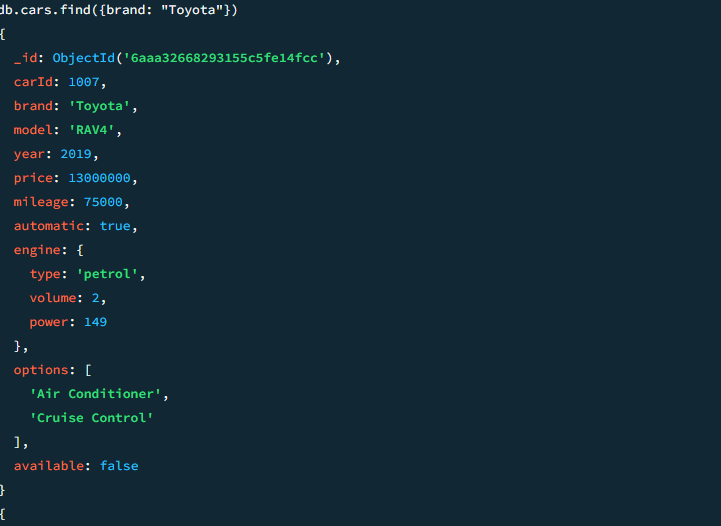 db.cars.find({brand: "Toyota"})
{
  _id: ObjectId('6aaa32668293155c5fe14fcc'),
  carId: 1007,
  brand: 'Toyota',
  model: 'RAV4',
  year: 2019,
  price: 13000000,
  mileage: 75000,
  automatic: true,
  engine: {
    type: 'petrol',
    volume: 2,
    power: 149
  },
  options: [
    'Air Conditioner',
    'Cruise Control'
  ],
  available: false
}
{